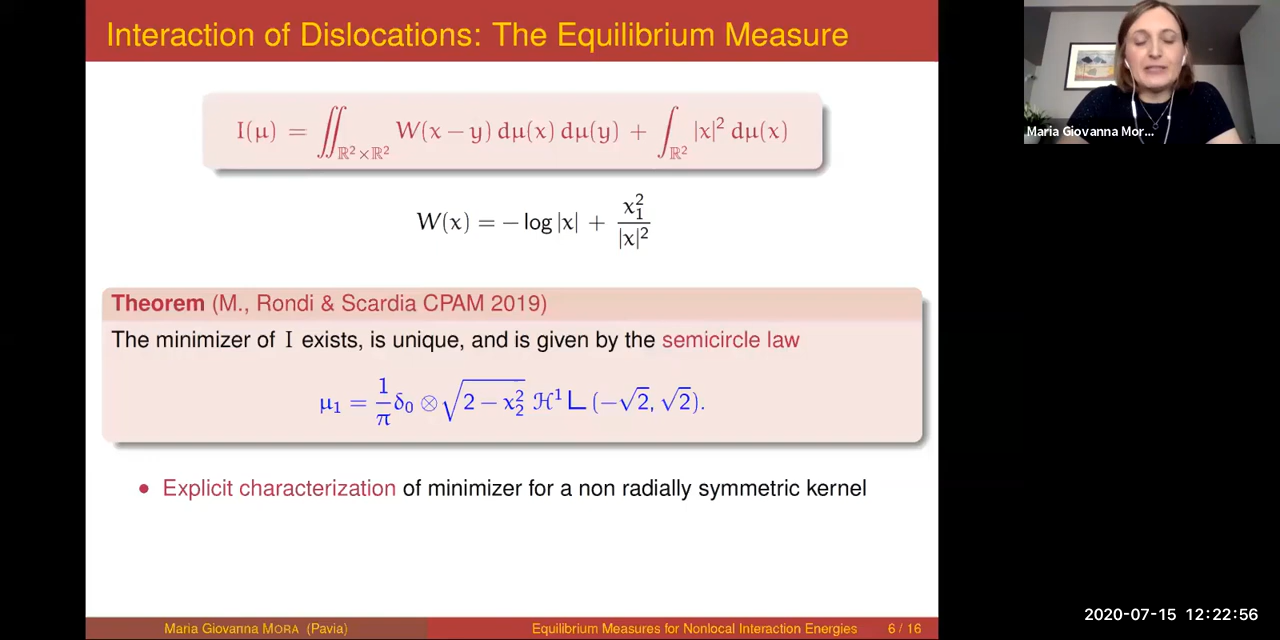 Interaction of Dislocations: The Equilibrium Measure
I(μ) = ∬_{ℝ²×ℝ²} W(x − y) dμ(x) dμ(y) + ∫_{ℝ²} |x|² dμ(x)
W(x) = − log |x| + x₁²/|x|²
Theorem (M., Rondi & Scardia CPAM 2019)
The minimizer of I exists, is unique, and is given by the semicircle law
μ₁ = 1/π δ₀ ⊗ √(2 − x₂²) ℋ¹ ⌞ (−√2, √2).
• Explicit characterization of minimizer for a non radially symmetric kernel
Maria Giovanna MORA (Pavia) Equilibrium Measures for Nonlocal Interaction Energies 6 / 16
Maria Giovanna Mor...
2020-07-15 12:22:56